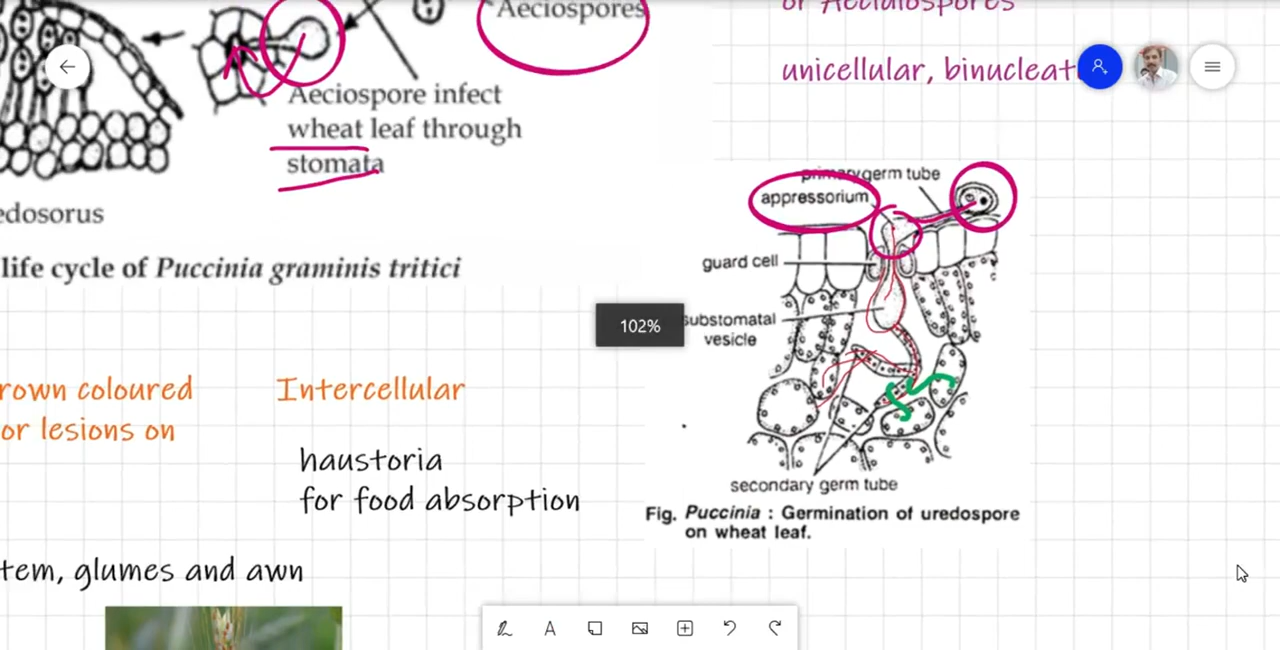 Aeciospores
or Aecidiospores
unicellular, binucleat
Aeciospore infect
wheat leaf through
stomata
edosorus
life cycle of Puccinia graminis tritici
primary germ tube
appressorium
guard cell
substomatal
vesicle
secondary germ tube
Fig. Puccinia : Germination of uredospore
on wheat leaf.
102%
rown coloured
or lesions on
Intercellular
haustoria
for food absorption
tem, glumes and awn
A